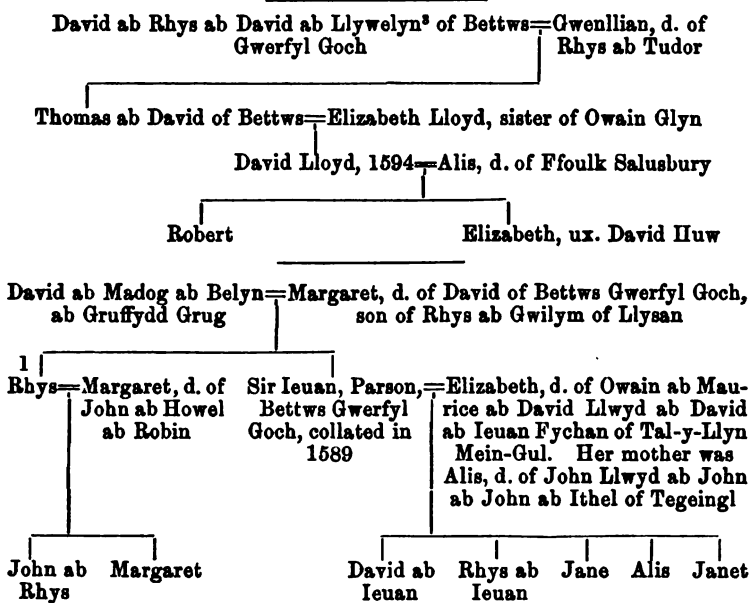 David ab Rhys ab David ab Llywelyn³ of Bettws=Gwenllian, d. of
Gwerfyl Goch Rhys ab Tudor
Thomas ab David of Bettws=Elizabeth Lloyd, sister of Owain Glyn
David Lloyd, 1594=Alis, d. of Ffoulk Salusbury
Robert Elizabeth, ux. David Huw
David ab Madog ab Belyn=Margaret, d. of David of Bettws Gwerfyl Goch,
ab Gruffydd Grug son of Rhys ab Gwilym of Llysan
1
Rhys=Margaret, d. of Sir Ieuan, Parson,=Elizabeth, d. of Owain ab Mau-
John ab Howel Bettws Gwerfyl rice ab David Llwyd ab David
ab Robin Goch, collated in ab Ieuan Fychan of Tal-y-Llyn
1589 Mein-Gul. Her mother was
Alis, d. of John Llwyd ab John
ab John ab Ithel of Tegeingl
John ab Margaret David ab Rhys ab Jane Alis Janet
Rhys Ieuan Ieuan